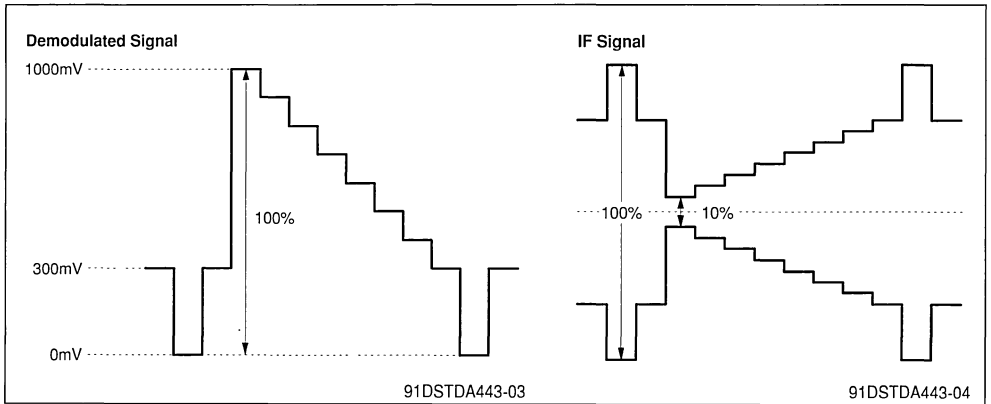 Demodulated Signal
1000mV
100%
300mV
0mV
91DSTDA443-03
IF Signal
100%
10%
91DSTDA443-04